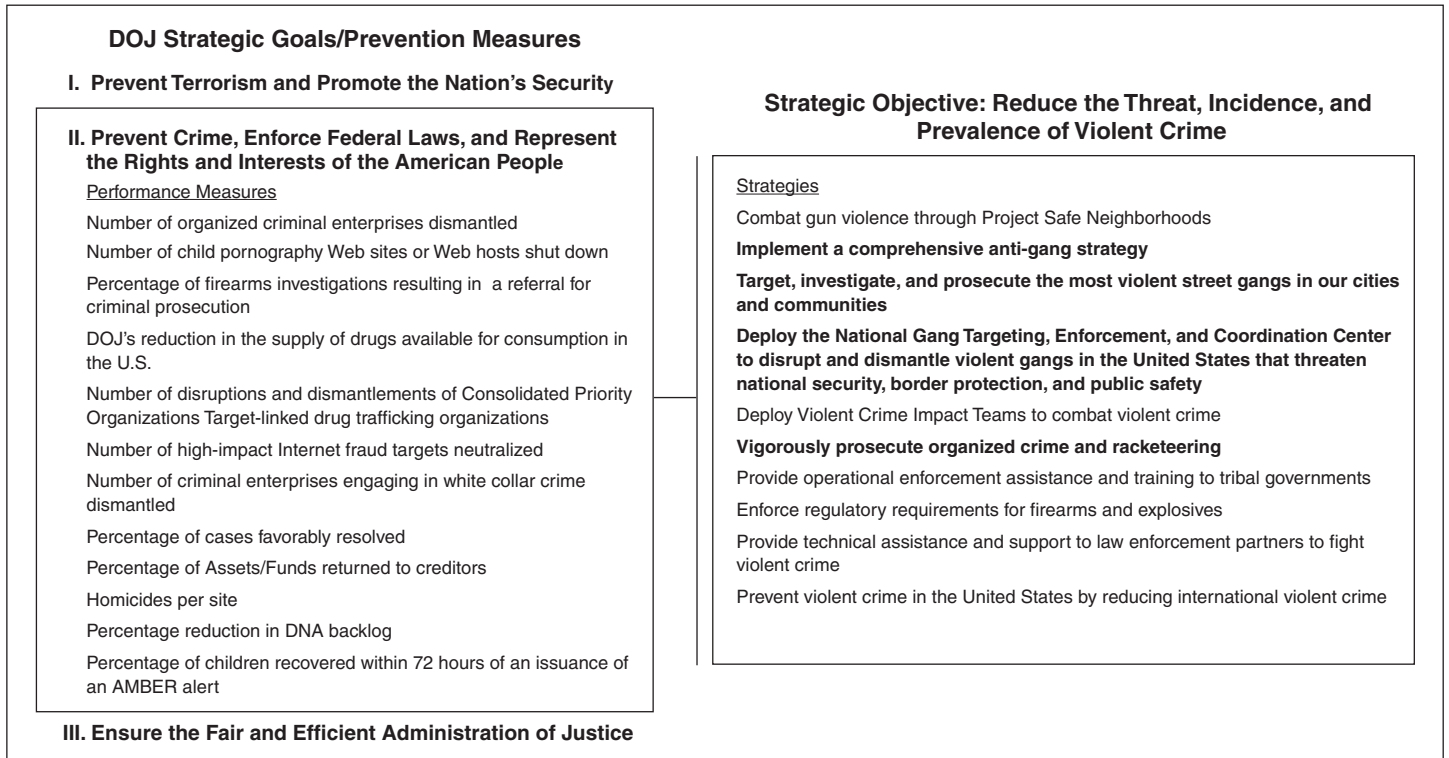 DOJ Strategic Goals/Prevention Measures
I. Prevent Terrorism and Promote the Nation's Security
II. Prevent Crime, Enforce Federal Laws, and Represent
the Rights and Interests of the American People
Performance Measures
Number of organized criminal enterprises dismantled
Number of child pornography Web sites or Web hosts shut down
Percentage of firearms investigations resulting in a referral for
criminal prosecution
DOJ's reduction in the supply of drugs available for consumption in
the U.S.
Number of disruptions and dismantlements of Consolidated Priority
Organizations Target-linked drug trafficking organizations
Number of high-impact Internet fraud targets neutralized
Number of criminal enterprises engaging in white collar crime
dismantled
Percentage of cases favorably resolved
Percentage of Assets/Funds returned to creditors
Homicides per site
Percentage reduction in DNA backlog
Percentage of children recovered within 72 hours of an issuance of
an AMBER alert
III. Ensure the Fair and Efficient Administration of Justice
Strategic Objective: Reduce the Threat, Incidence, and
Prevalence of Violent Crime
Strategies
Combat gun violence through Project Safe Neighborhoods
Implement a comprehensive anti-gang strategy
Target, investigate, and prosecute the most violent street gangs in our cities
and communities
Deploy the National Gang Targeting, Enforcement, and Coordination Center
to disrupt and dismantle violent gangs in the United States that threaten
national security, border protection, and public safety
Deploy Violent Crime Impact Teams to combat violent crime
Vigorously prosecute organized crime and racketeering
Provide operational enforcement assistance and training to tribal governments
Enforce regulatory requirements for firearms and explosives
Provide technical assistance and support to law enforcement partners to fight
violent crime
Prevent violent crime in the United States by reducing international violent crime